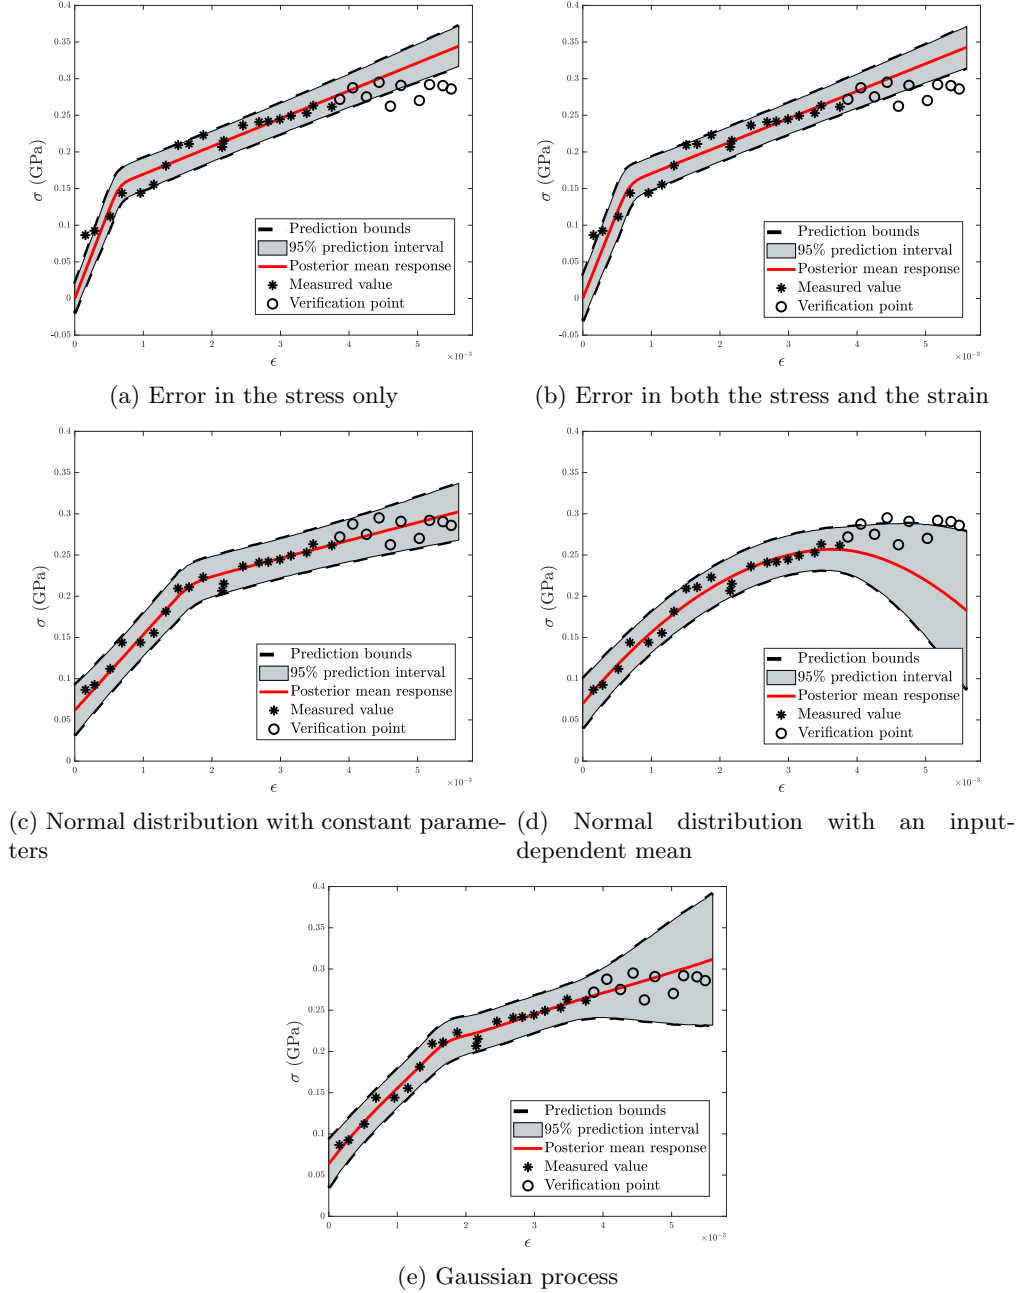 0.4
0.35
0.3
0.25
0.2
0.15
0.1
0.05
0
-0.05
σ (GPa)
Prediction bounds
95% prediction interval
Posterior mean response
Measured value
Verification point
0 1 2 3 4 5
×10⁻³
ϵ
(a) Error in the stress only
0.4
0.35
0.3
0.25
0.2
0.15
0.1
0.05
0
-0.05
σ (GPa)
Prediction bounds
95% prediction interval
Posterior mean response
Measured value
Verification point
0 1 2 3 4 5
×10⁻³
ϵ
(b) Error in both the stress and the strain
0.4
0.35
0.3
0.25
0.2
0.15
0.1
0.05
0
σ (GPa)
Prediction bounds
95% prediction interval
Posterior mean response
Measured value
Verification point
0 1 2 3 4 5
×10⁻³
ϵ
(c) Normal distribution with constant parame-
ters
0.4
0.35
0.3
0.25
0.2
0.15
0.1
0.05
0
σ (GPa)
Prediction bounds
95% prediction interval
Posterior mean response
Measured value
Verification point
0 1 2 3 4 5
×10⁻³
ϵ
(d) Normal distribution with an input-
dependent mean
0.4
0.35
0.3
0.25
0.2
0.15
0.1
0.05
0
σ (GPa)
Prediction bounds
95% prediction interval
Posterior mean response
Measured value
Verification point
0 1 2 3 4 5
×10⁻³
ϵ
(e) Gaussian process